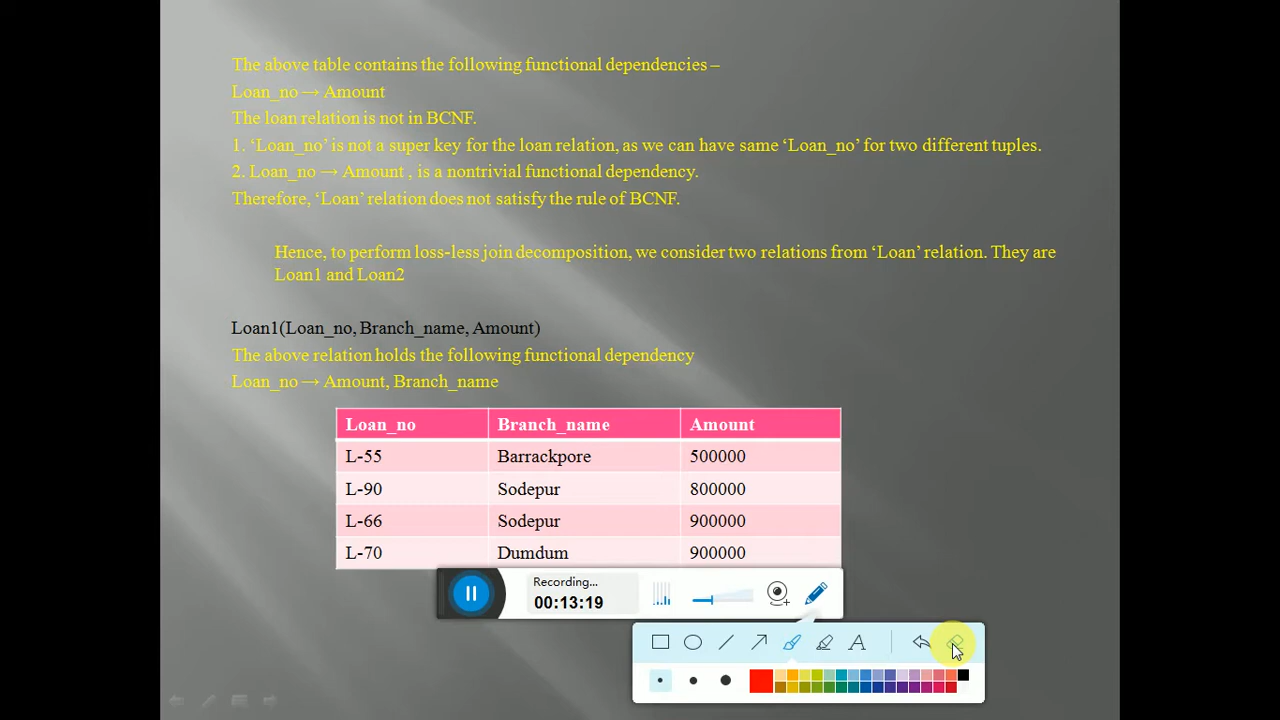 The above table contains the following functional dependencies –
Loan_no → Amount
The loan relation is not in BCNF.
1. ‘Loan_no’ is not a super key for the loan relation, as we can have same ‘Loan_no’ for two different tuples.
2. Loan_no → Amount , is a nontrivial functional dependency.
Therefore, ‘Loan’ relation does not satisfy the rule of BCNF.
Hence, to perform loss-less join decomposition, we consider two relations from ‘Loan’ relation. They are
Loan1 and Loan2
Loan1(Loan_no, Branch_name, Amount)
The above relation holds the following functional dependency
Loan_no → Amount, Branch_name
Loan_no Branch_name Amount
L-55 Barrackpore 500000
L-90 Sodepur 800000
L-66 Sodepur 900000
L-70 Dumdum 900000
Recording...
00:13:19
A